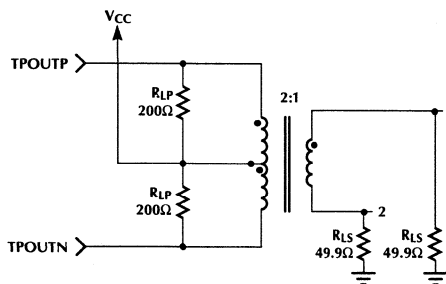 VCC
TPOUTP
RLP
200Ω
2:1
RLP
200Ω
2
TPOUTN
RLS
49.9Ω
RLS
49.9Ω